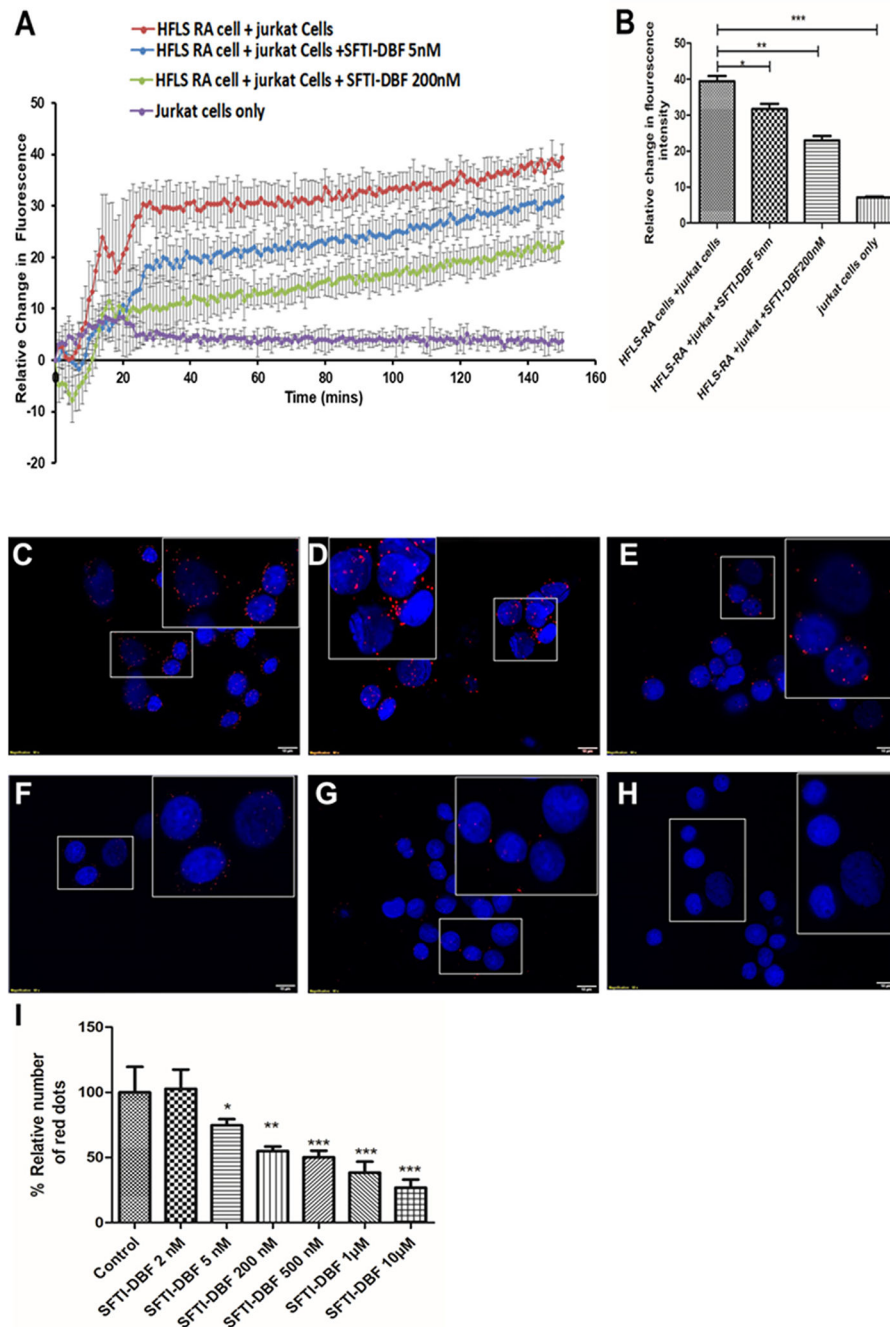 A
HFLS RA cell + jurkat Cells
HFLS RA cell + jurkat Cells +SFTI-DBF 5nM
HFLS RA cell + jurkat Cells + SFTI-DBF 200nM
Jurkat cells only
Relative Change in Fluorescence
50
40
30
20
10
0
-10
-20
0
20
40
60
80
100
120
140
160
Time (mins)
B
***
**
*
Relative change in flourescence
intensity
50
40
30
20
10
0
HFLS-RA cells +jurkat cells
HFLS-RA +jurkat +SFTI-DBF 5nm
HFLS-RA +jurkat +SFTI-DBF200nM
jurkat cells only
C
D
E
F
G
H
I
% Relative number
of red dots
150
100
50
0
*
**
***
***
***
Control
SFTI-DBF 2 nM
SFTI-DBF 5 nM
SFTI-DBF 200 nM
SFTI-DBF 500 nM
SFTI-DBF 1µM
SFTI-DBF 10µM